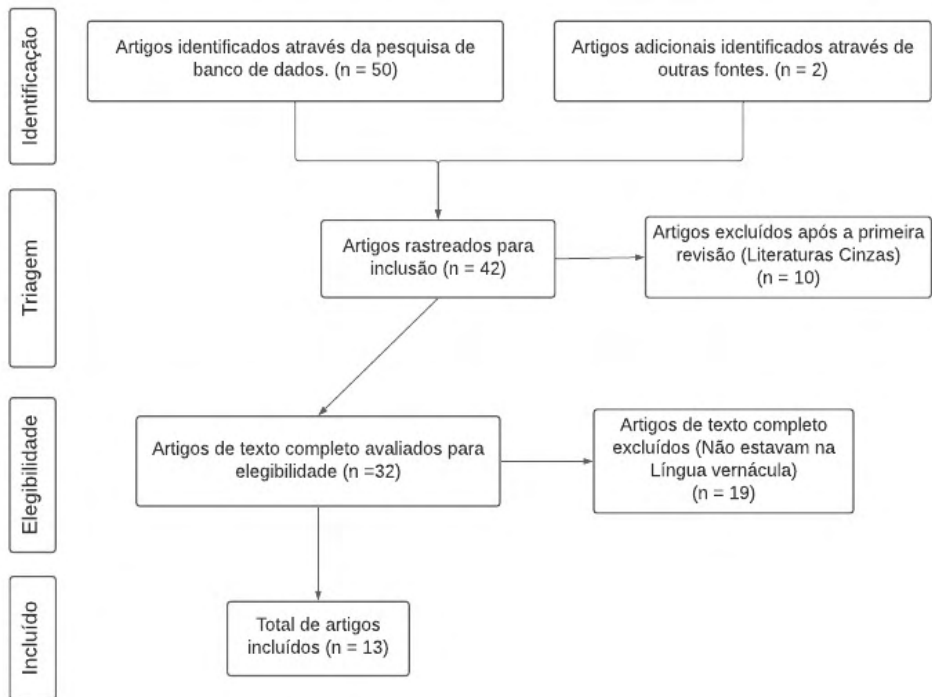 Identificação
Artigos identificados através da pesquisa de
banco de dados. (n = 50)
Artigos adicionais identificados através de
outras fontes. (n = 2)
Triagem
Artigos rastreados para
inclusão (n = 42)
Artigos excluídos após a primeira
revisão (Literaturas Cinzas)
(n = 10)
Elegibilidade
Artigos de texto completo avaliados para
elegibilidade (n =32)
Artigos de texto completo
excluídos (Não estavam na
Língua vernácula)
(n = 19)
Incluído
Total de artigos
incluídos (n = 13)